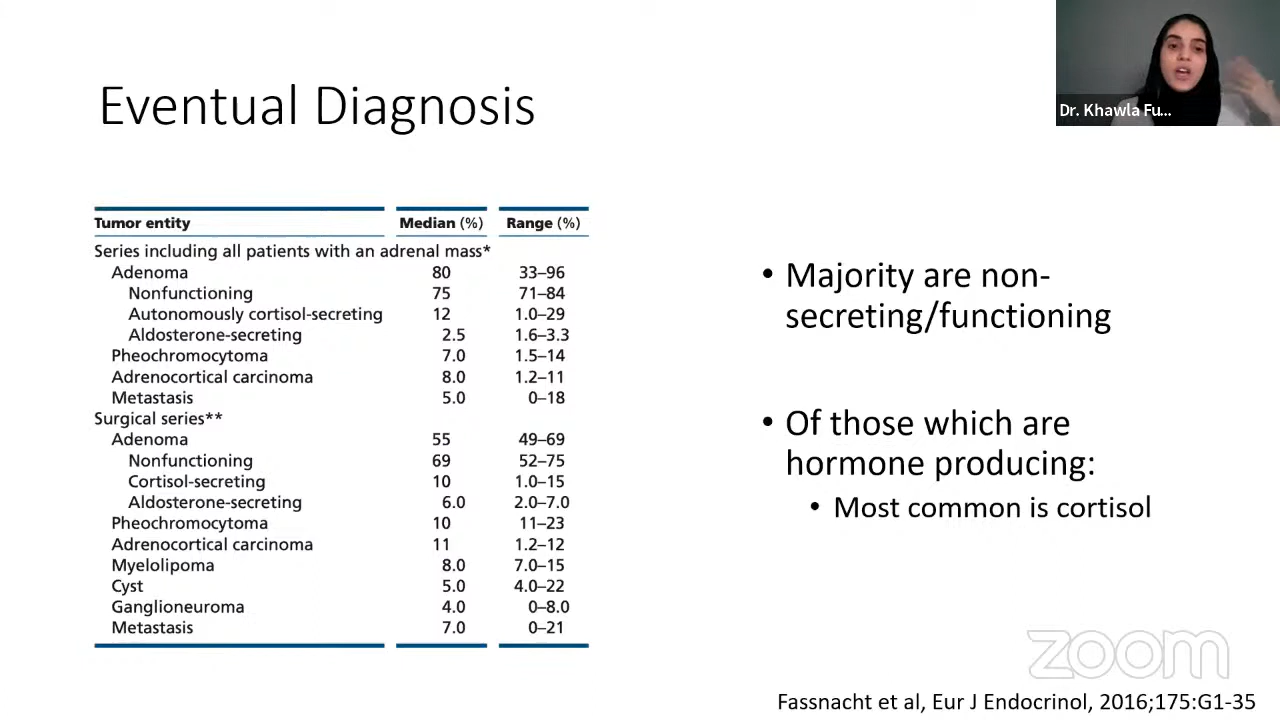 Eventual Diagnosis
Dr. Khawla Fu...
Tumor entity Median (%) Range (%)
Series including all patients with an adrenal mass*
Adenoma 80 33–96
Nonfunctioning 75 71–84
Autonomously cortisol-secreting 12 1.0–29
Aldosterone-secreting 2.5 1.6–3.3
Pheochromocytoma 7.0 1.5–14
Adrenocortical carcinoma 8.0 1.2–11
Metastasis 5.0 0–18
Surgical series**
Adenoma 55 49–69
Nonfunctioning 69 52–75
Cortisol-secreting 10 1.0–15
Aldosterone-secreting 6.0 2.0–7.0
Pheochromocytoma 10 11–23
Adrenocortical carcinoma 11 1.2–12
Myelolipoma 8.0 7.0–15
Cyst 5.0 4.0–22
Ganglioneuroma 4.0 0–8.0
Metastasis 7.0 0–21
• Majority are non-
secreting/functioning
• Of those which are
hormone producing:
• Most common is cortisol
zoom
Fassnacht et al, Eur J Endocrinol, 2016;175:G1-35